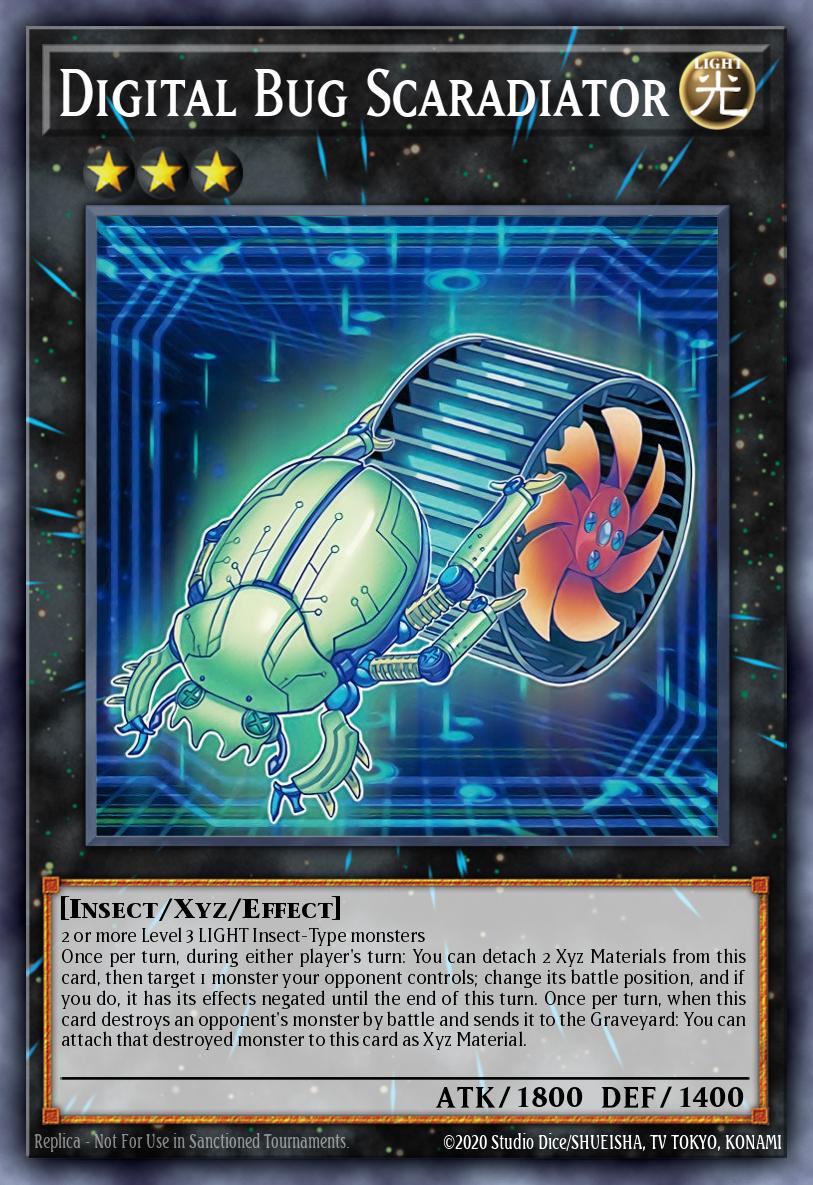 Digital Bug Scaradiator
LIGHT
光
[Insect/Xyz/Effect]
2 or more Level 3 LIGHT Insect-Type monsters
Once per turn, during either player's turn: You can detach 2 Xyz Materials from this
card, then target 1 monster your opponent controls; change its battle position, and if
you do, it has its effects negated until the end of this turn. Once per turn, when this
card destroys an opponent's monster by battle and sends it to the Graveyard: You can
attach that destroyed monster to this card as Xyz Material.
ATK/1800 DEF/1400
Replica - Not For Use in Sanctioned Tournaments.
©2020 Studio Dice/SHUEISHA, TV TOKYO, KONAMI